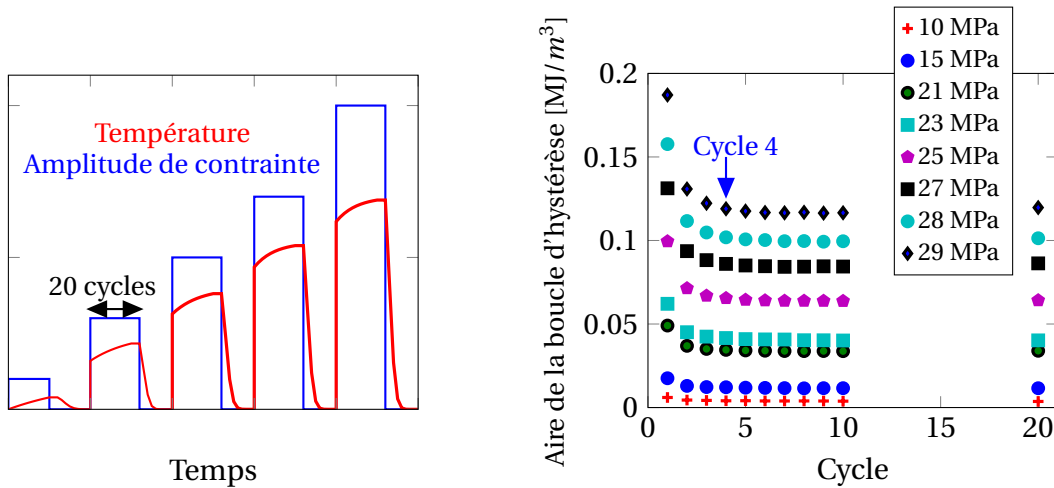 Température
Amplitude de contrainte
20 cycles
Temps
Aire de la boucle d'hystérèse [MJ/m³]
0.2
0.15
0.1
0.05
0
0
5
10
15
20
Cycle
Cycle 4
10 MPa
15 MPa
21 MPa
23 MPa
25 MPa
27 MPa
28 MPa
29 MPa